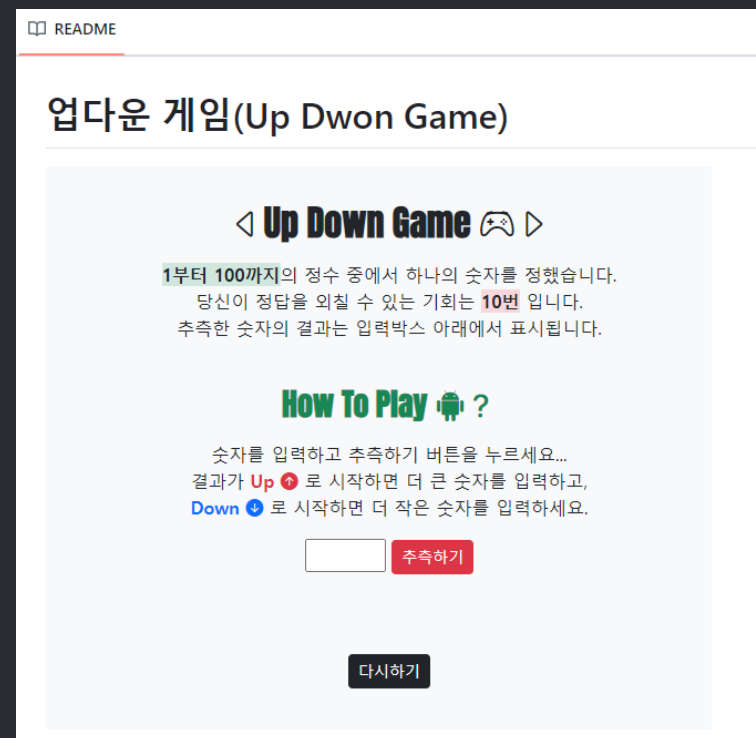 README
업다운 게임(Up Dwon Game)
Up Down Game
1부터 100까지의 정수 중에서 하나의 숫자를 정했습니다.
당신이 정답을 외칠 수 있는 기회는 10번 입니다.
추측한 숫자의 결과는 입력박스 아래에서 표시됩니다.
How To Play ?
숫자를 입력하고 추측하기 버튼을 누르세요...
결과가 Up 로 시작하면 더 큰 숫자를 입력하고,
Down 로 시작하면 더 작은 숫자를 입력하세요.
추측하기
다시하기